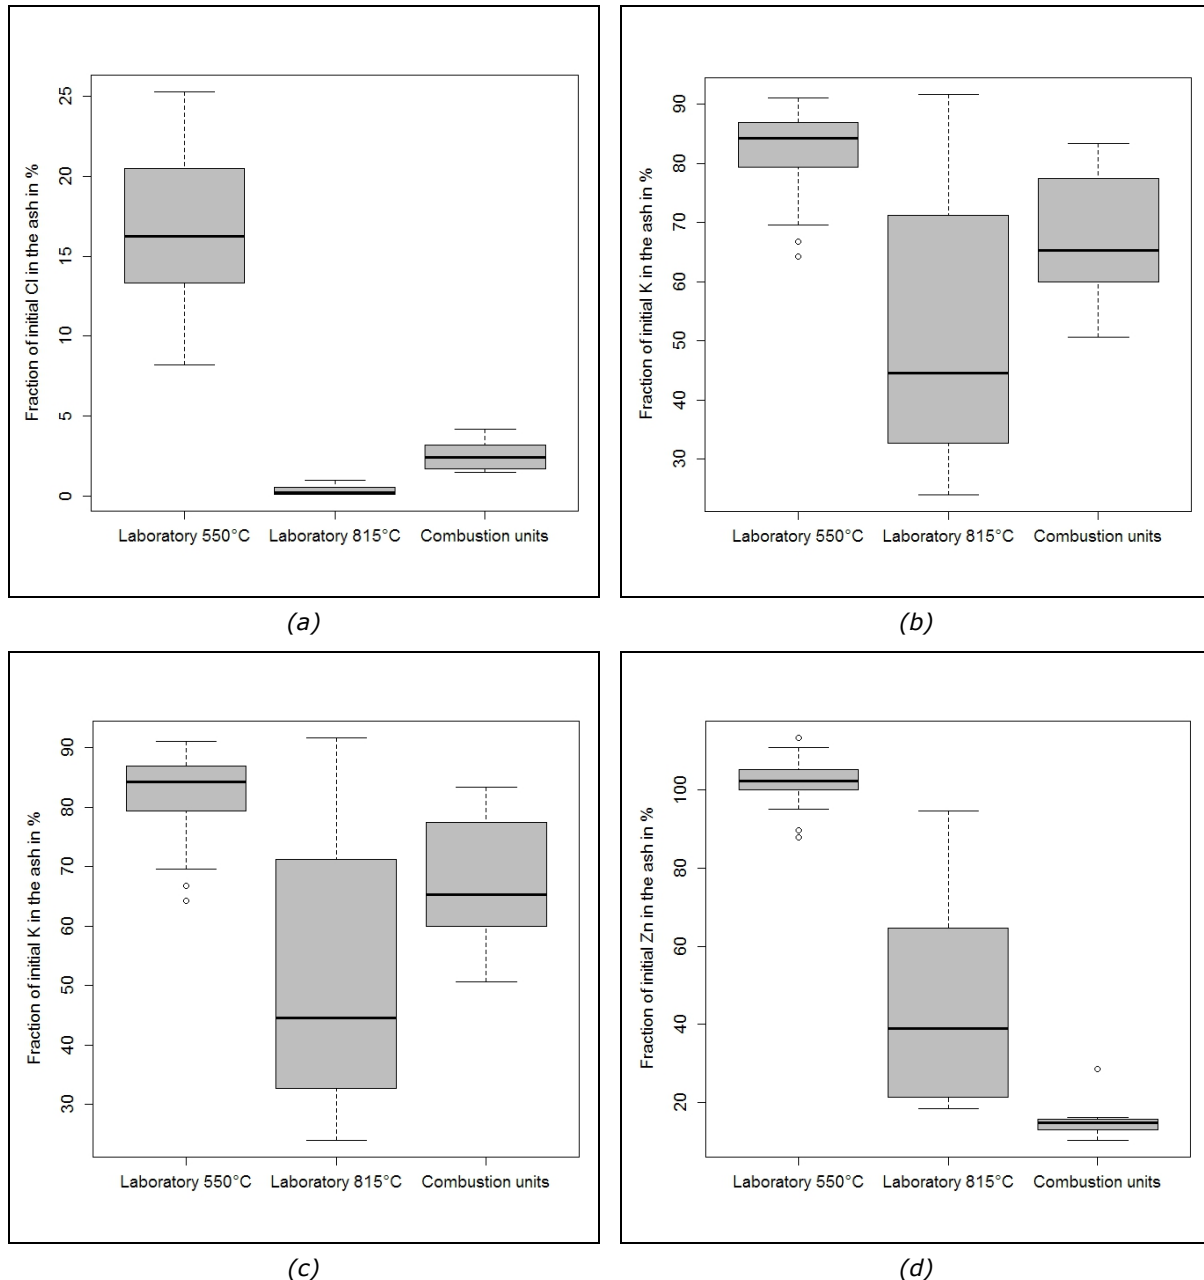 Fraction of initial Cl in the ash in %
25
20
15
10
5
0
Laboratory 550°C Laboratory 815°C Combustion units
(a)
Fraction of initial K in the ash in %
90
80
70
60
50
40
30
Laboratory 550°C Laboratory 815°C Combustion units
(b)
Fraction of initial K in the ash in %
90
80
70
60
50
40
30
Laboratory 550°C Laboratory 815°C Combustion units
(c)
Fraction of initial Zn in the ash in %
100
80
60
40
20
Laboratory 550°C Laboratory 815°C Combustion units
(d)